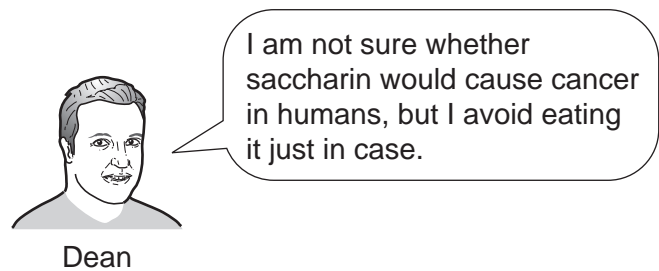 I am not sure whether
saccharin would cause cancer
in humans, but I avoid eating
it just in case.
Dean